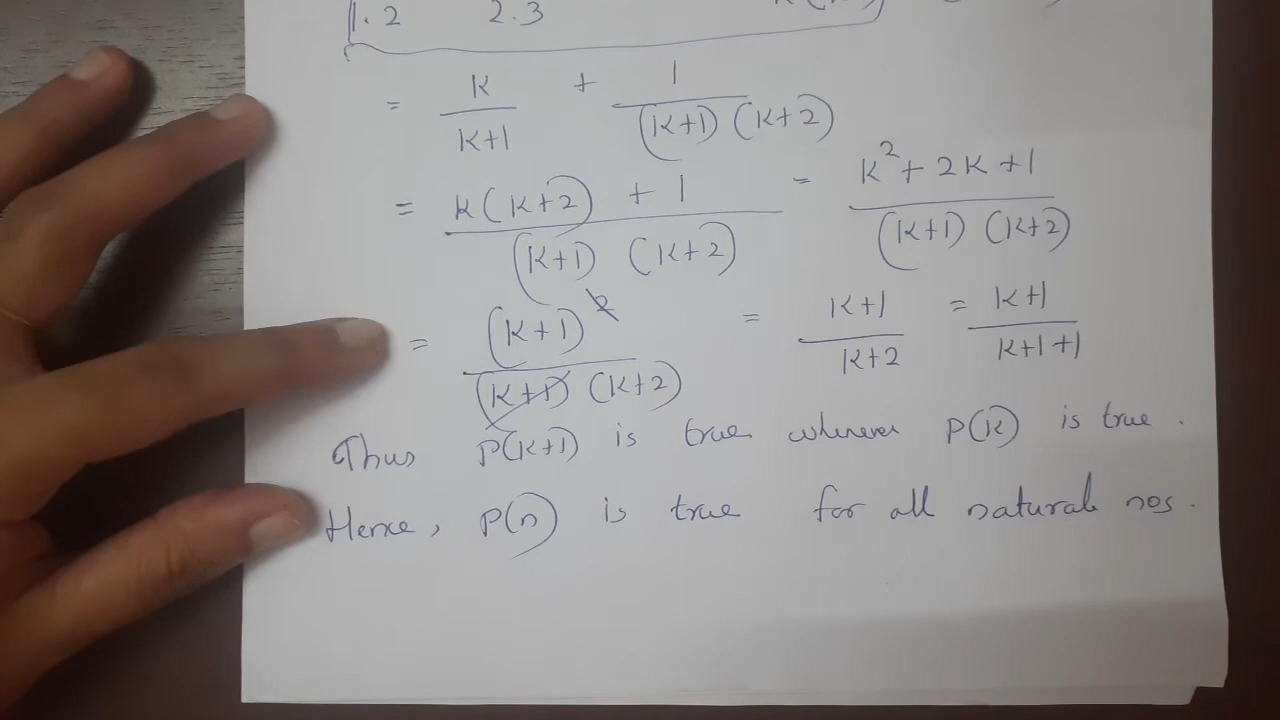 1.2 2.3
= k/k+1 + 1/(k+1) (k+2)
= k(k+2) + 1/(k+1) (k+2) = k² + 2k + 1/(k+1) (k+2)
= (k+1)²/(k+1) (k+2) = k+1/k+2 = k+1/k+1+1
Thus P(k+1) is true whenever P(k) is true.
Hence, P(n) is true for all natural nos.